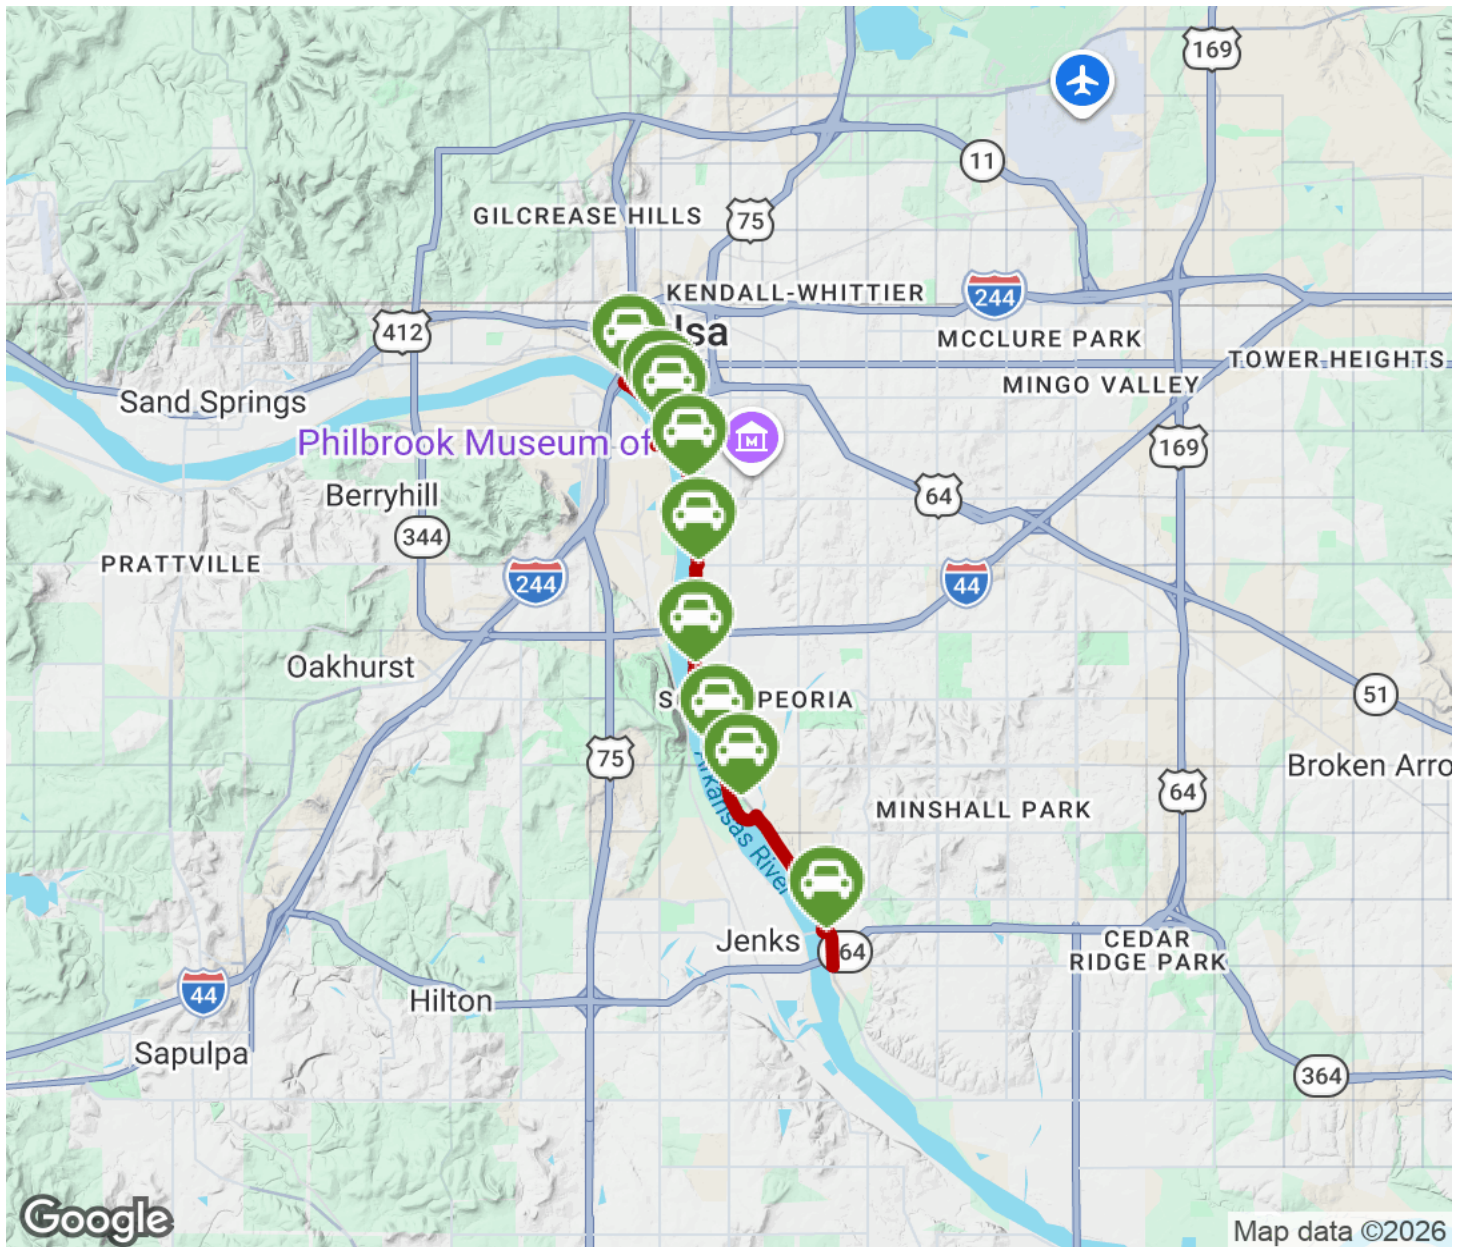 169
11
GILCREASE HILLS
75
KENDALL-WHITTIER
244
412
lsa
MCCLURE PARK
TOWER HEIGHTS
MINGO VALLEY
Sand Springs
Philbrook Museum of
169
Berryhill
64
344
PRATTVILLE
244
44
Oakhurst
PEORIA
51
75
Broken Arro
64
MINSHALL PARK
Arkansas River
Jenks
64
CEDAR
RIDGE PARK
44
Hilton
Sapulpa
364
Google
Map data ©2026